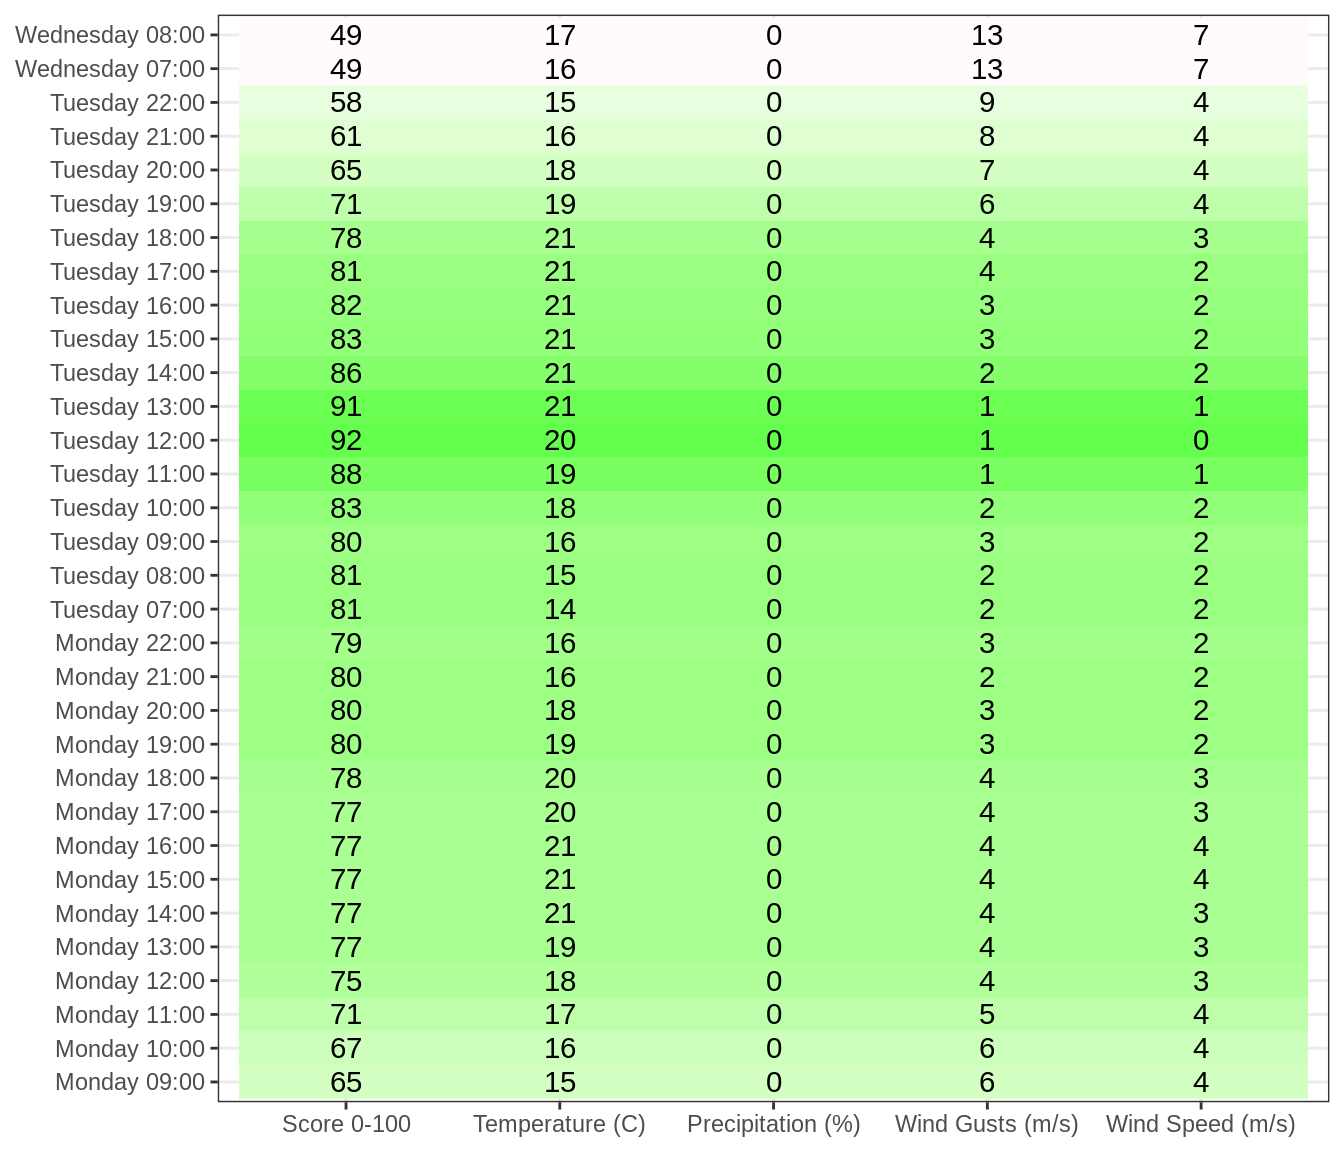 Wednesday 08:00 49 17 0 13 7
Wednesday 07:00 49 16 0 13 7
Tuesday 22:00 58 15 0 9 4
Tuesday 21:00 61 16 0 8 4
Tuesday 20:00 65 18 0 7 4
Tuesday 19:00 71 19 0 6 4
Tuesday 18:00 78 21 0 4 3
Tuesday 17:00 81 21 0 4 2
Tuesday 16:00 82 21 0 3 2
Tuesday 15:00 83 21 0 3 2
Tuesday 14:00 86 21 0 2 2
Tuesday 13:00 91 21 0 1 1
Tuesday 12:00 92 20 0 1 0
Tuesday 11:00 88 19 0 1 1
Tuesday 10:00 83 18 0 2 2
Tuesday 09:00 80 16 0 3 2
Tuesday 08:00 81 15 0 2 2
Tuesday 07:00 81 14 0 2 2
Monday 22:00 79 16 0 3 2
Monday 21:00 80 16 0 2 2
Monday 20:00 80 18 0 3 2
Monday 19:00 80 19 0 3 2
Monday 18:00 78 20 0 4 3
Monday 17:00 77 20 0 4 3
Monday 16:00 77 21 0 4 4
Monday 15:00 77 21 0 4 4
Monday 14:00 77 21 0 4 3
Monday 13:00 77 19 0 4 3
Monday 12:00 75 18 0 4 3
Monday 11:00 71 17 0 5 4
Monday 10:00 67 16 0 6 4
Monday 09:00 65 15 0 6 4
Score 0-100 Temperature (C) Precipitation (%) Wind Gusts (m/s) Wind Speed (m/s)